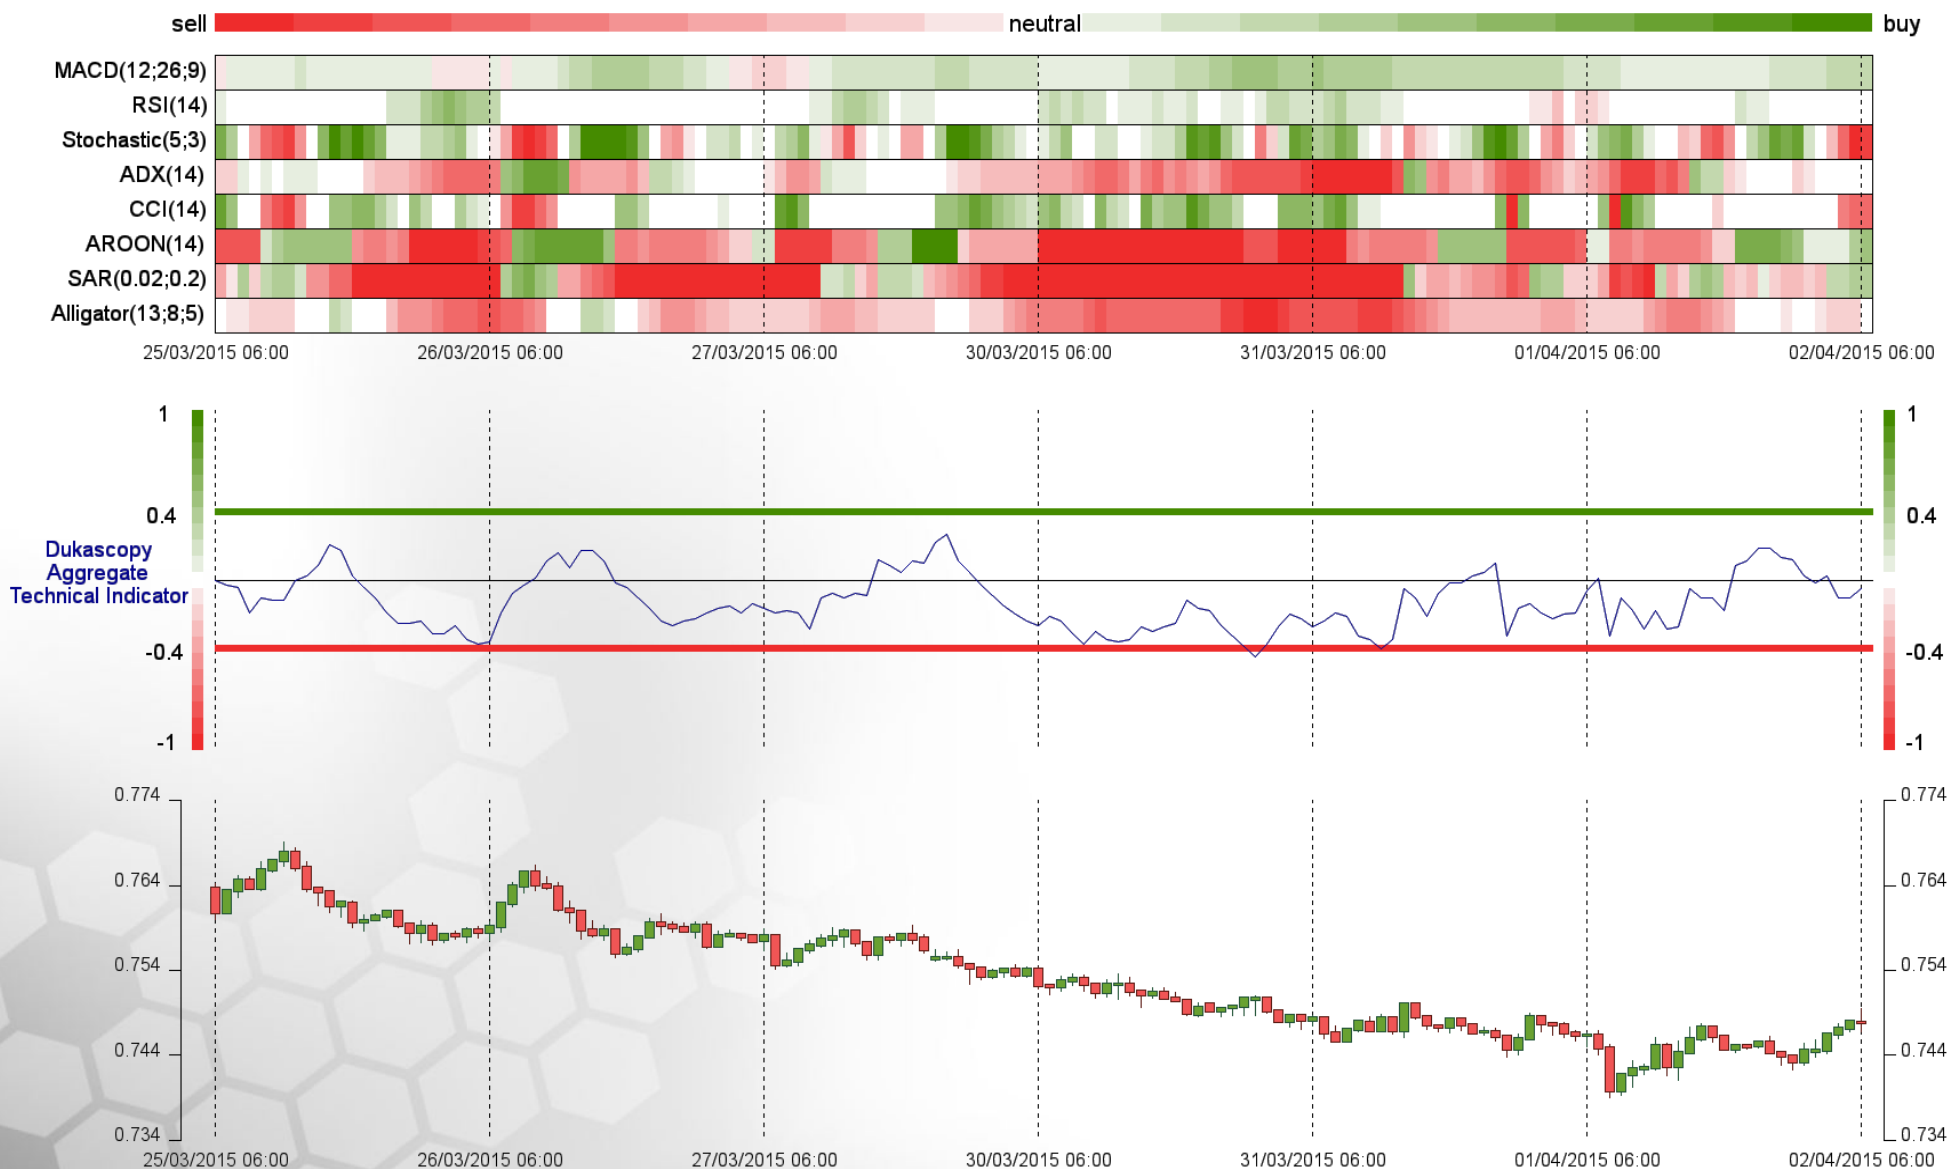 sell neutral buy
MACD(12;26;9)
RSI(14)
Stochastic(5;3)
ADX(14)
CCI(14)
AROON(14)
SAR(0.02;0.2)
Alligator(13;8;5)
25/03/2015 06:00 26/03/2015 06:00 27/03/2015 06:00 30/03/2015 06:00 31/03/2015 06:00 01/04/2015 06:00 02/04/2015 06:00
1 1
0.4 0.4
Dukascopy
Aggregate
Technical Indicator
-0.4 -0.4
-1 -1
0.774 0.774
0.764 0.764
0.754 0.754
0.744 0.744
0.734 0.734
25/03/2015 06:00 26/03/2015 06:00 27/03/2015 06:00 30/03/2015 06:00 31/03/2015 06:00 01/04/2015 06:00 02/04/2015 06:00